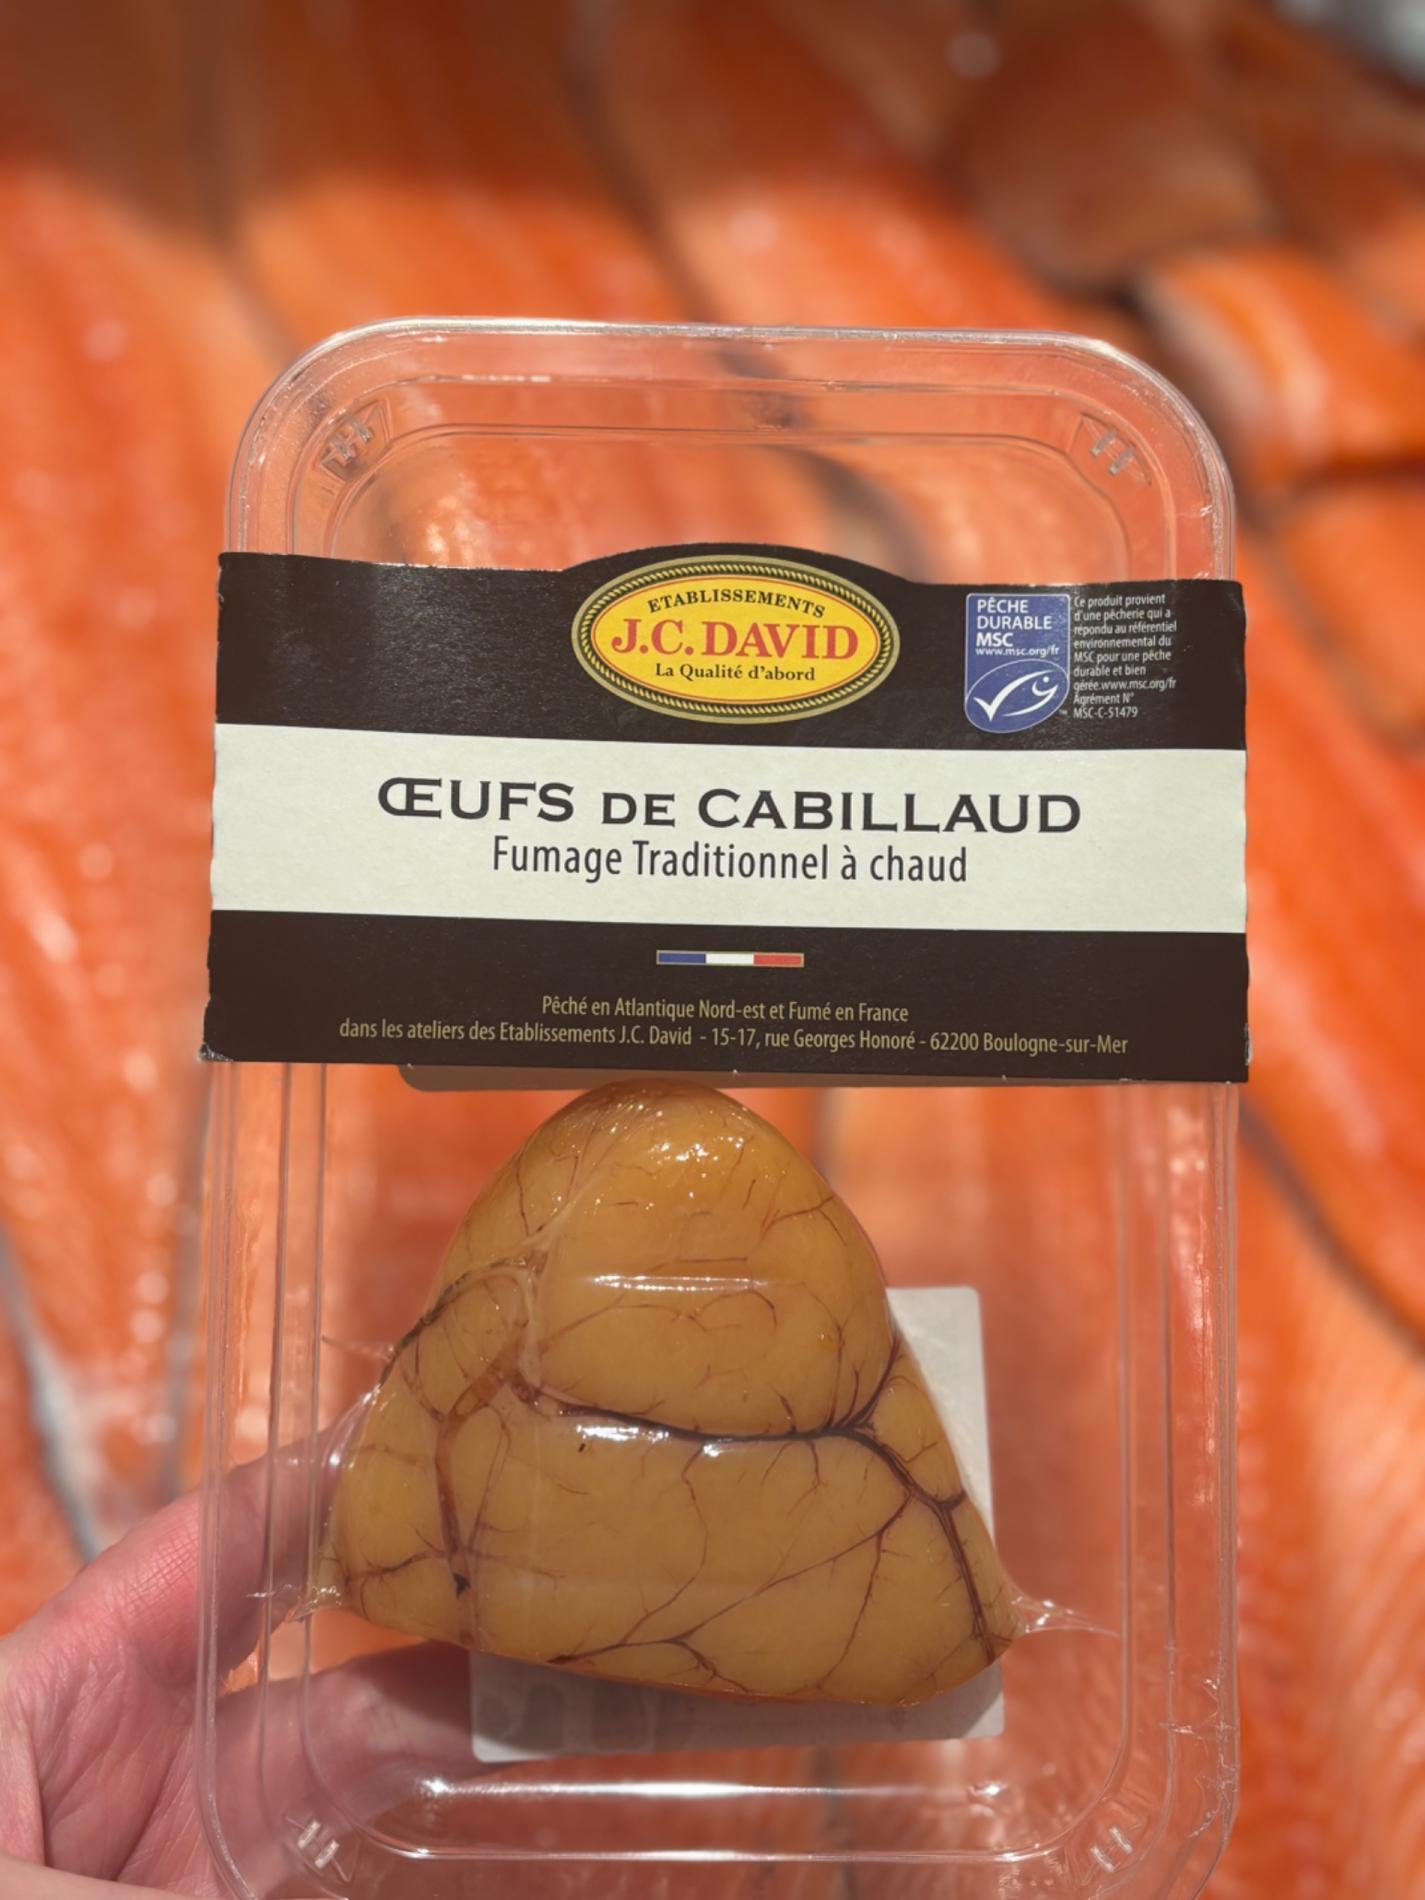 ETABLISSEMENTS
J.C. DAVID
La Qualité d'abord
PÊCHE
DURABLE
MSC
www.msc.org/fr
TM
Ce produit provient
d'une pêcherie qui a
répondu au référentiel
environnemental du
MSC pour une pêche
durable et bien
gérée.www.msc.org/fr
Agrément N°
MSC-C-51479
ŒUFS DE CABILLAUD
Fumage Traditionnel à chaud
Pêché en Atlantique Nord-est et Fumé en France
dans les ateliers des Etablissements J.C. David - 15-17, rue Georges Honoré - 62200 Boulogne-sur-Mer